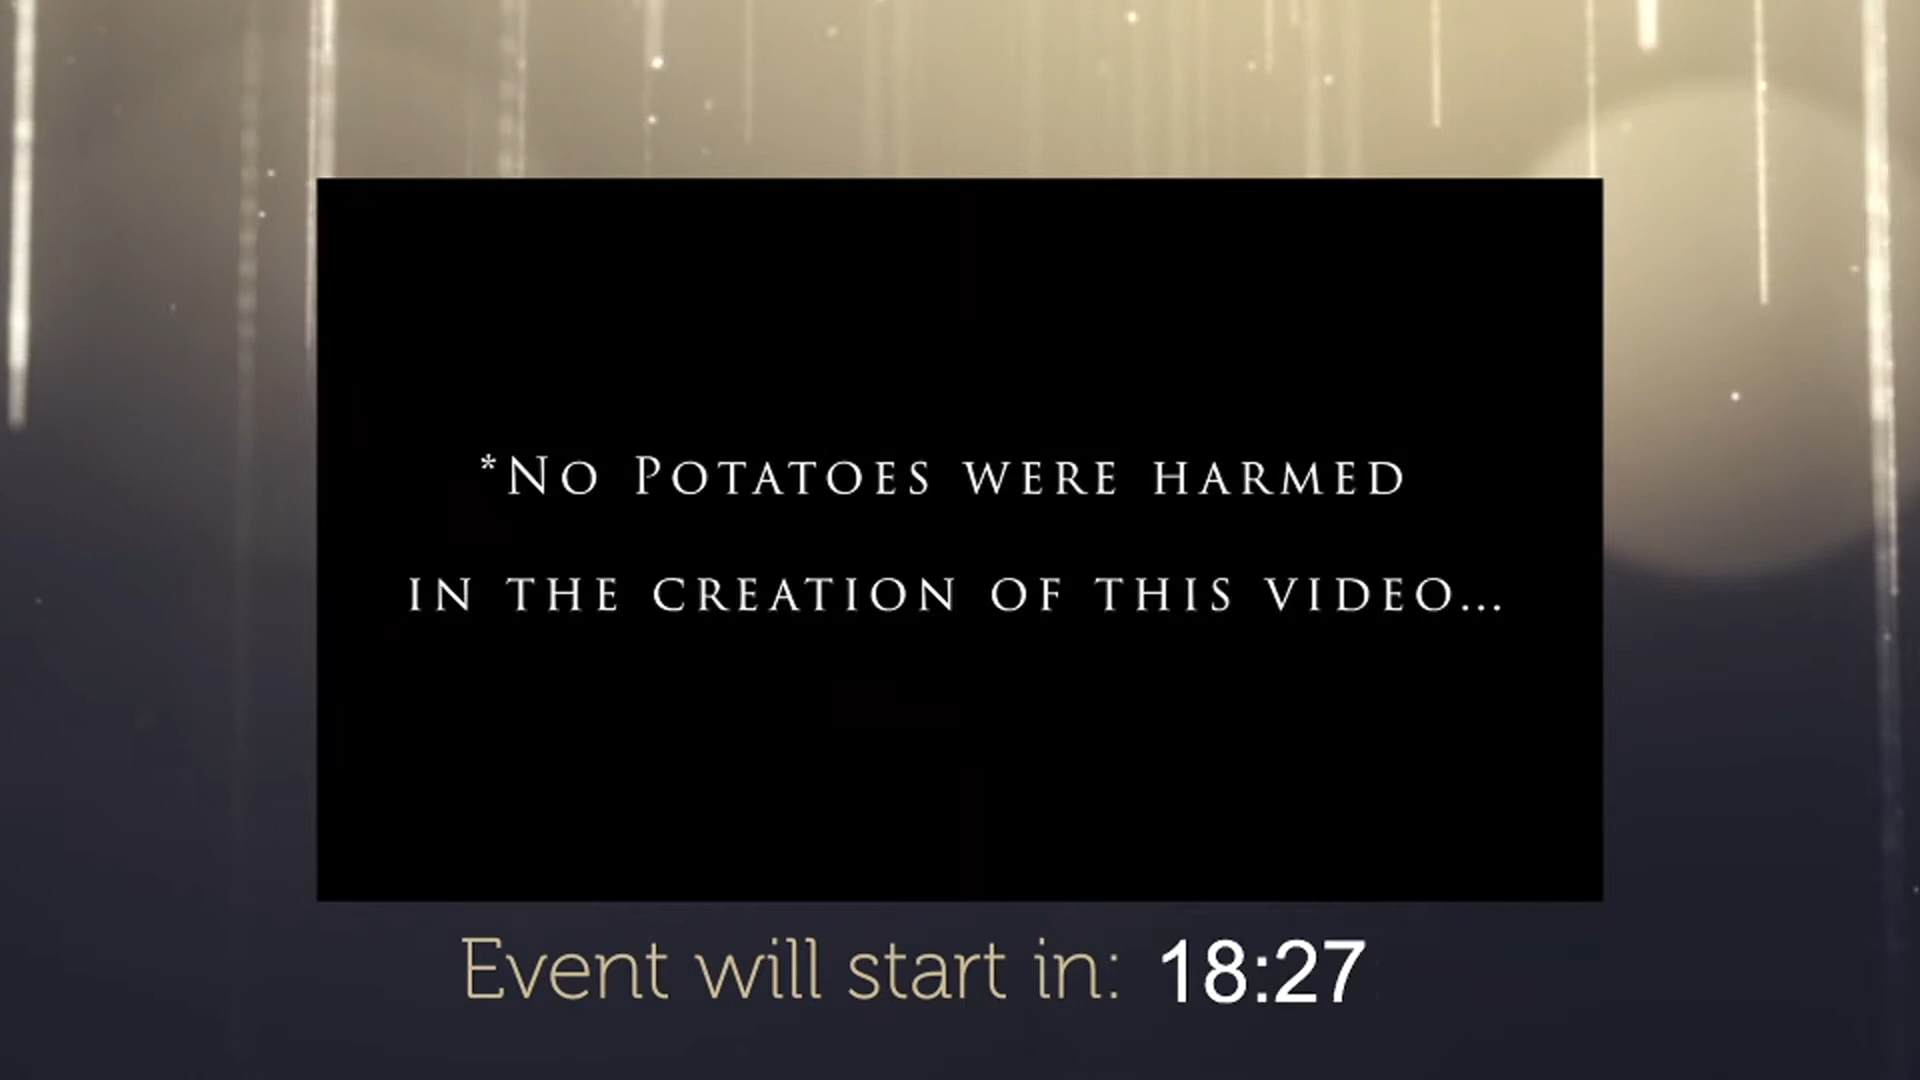 *No Potatoes were harmed
in the creation of this video...
Event will start in: 18:27